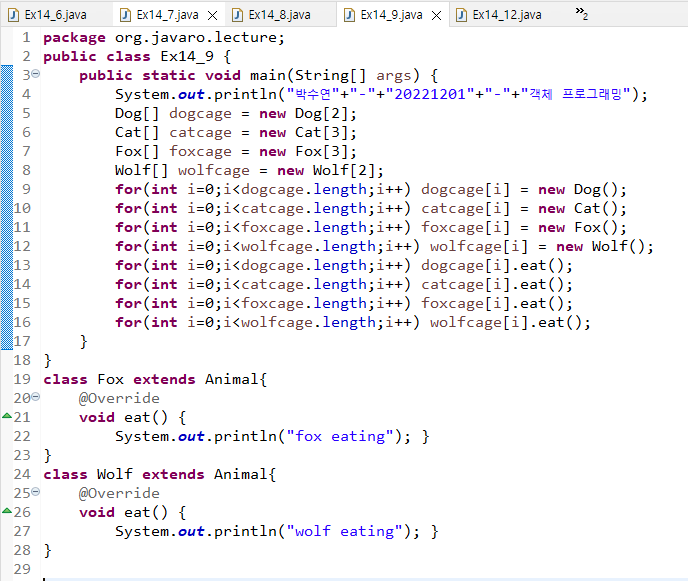 Ex14_6.java Ex14_7.java Ex14_8.java Ex14_9.java Ex14_12.java »2
1 package org.javaro.lecture;
2 public class Ex14_9 {
3 public static void main(String[] args) {
4 System.out.println("박수연"+"-"+"20221201"+"-"+"객체 프로그래밍");
5 Dog[] dogcage = new Dog[2];
6 Cat[] catcage = new Cat[3];
7 Fox[] foxcage = new Fox[3];
8 Wolf[] wolfcage = new Wolf[2];
9 for(int i=0;i<dogcage.length;i++) dogcage[i] = new Dog();
10 for(int i=0;i<catcage.length;i++) catcage[i] = new Cat();
11 for(int i=0;i<foxcage.length;i++) foxcage[i] = new Fox();
12 for(int i=0;i<wolfcage.length;i++) wolfcage[i] = new Wolf();
13 for(int i=0;i<dogcage.length;i++) dogcage[i].eat();
14 for(int i=0;i<catcage.length;i++) catcage[i].eat();
15 for(int i=0;i<foxcage.length;i++) foxcage[i].eat();
16 for(int i=0;i<wolfcage.length;i++) wolfcage[i].eat();
17 }
18 }
19 class Fox extends Animal{
20 @Override
21 void eat() {
22 System.out.println("fox eating"); }
23 }
24 class Wolf extends Animal{
25 @Override
26 void eat() {
27 System.out.println("wolf eating"); }
28 }
29